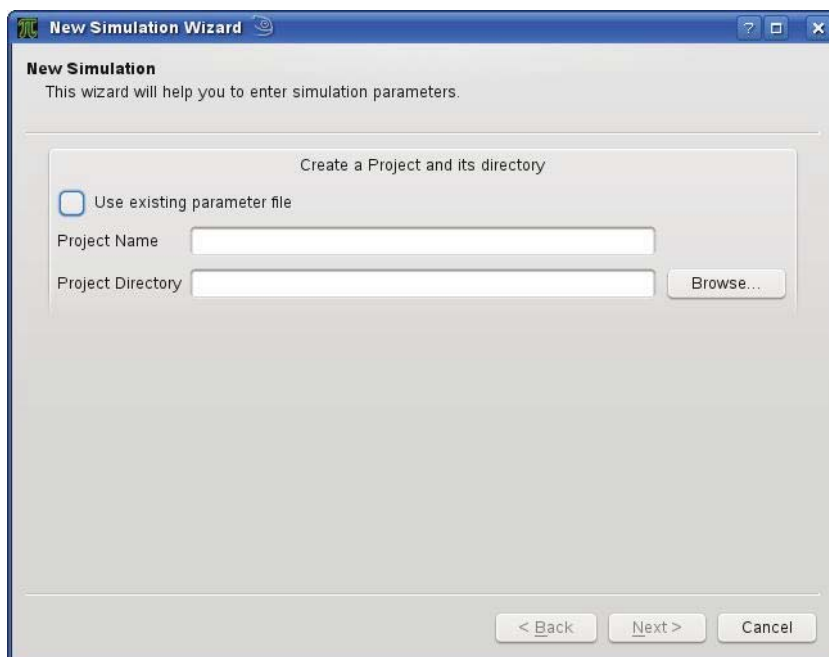 New Simulation Wizard
New Simulation
This wizard will help you to enter simulation parameters.
Create a Project and its directory
Use existing parameter file
Project Name
Project Directory
Browse...
< Back
Next >
Cancel